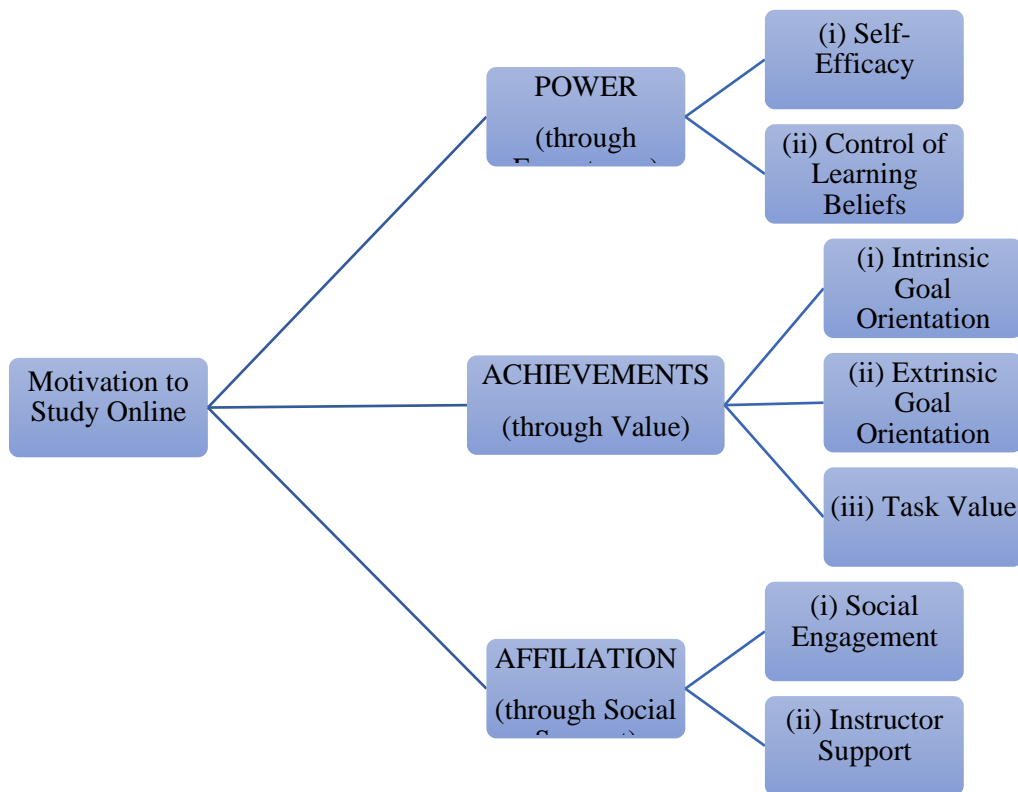 Motivation to
Study Online
POWER
(through
(i) Self-
Efficacy
(ii) Control of
Learning
Beliefs
ACHIEVEMENTS
(through Value)
(i) Intrinsic
Goal
Orientation
(ii) Extrinsic
Goal
Orientation
(iii) Task Value
AFFILIATION
(through Social
(i) Social
Engagement
(ii) Instructor
Support